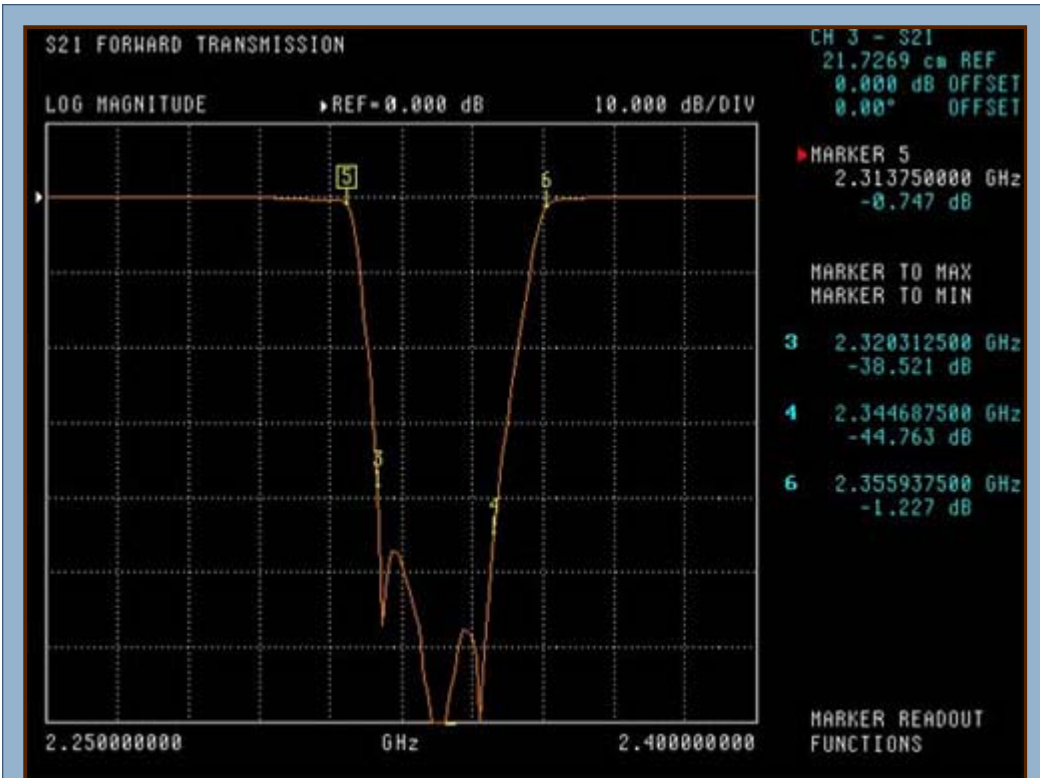 S21 FORWARD TRANSMISSION
LOG MAGNITUDE ▶REF=0.000 dB 10.000 dB/DIV
CH 3 - S21
21.7269 cm REF
0.000 dB OFFSET
0.00° OFFSET
▶MARKER 5
2.313750000 GHz
-0.747 dB
MARKER TO MAX
MARKER TO MIN
3 2.320312500 GHz
-38.521 dB
4 2.344687500 GHz
-44.763 dB
6 2.355937500 GHz
-1.227 dB
MARKER READOUT
FUNCTIONS
5
6
3
4
2.250000000 GHz 2.400000000